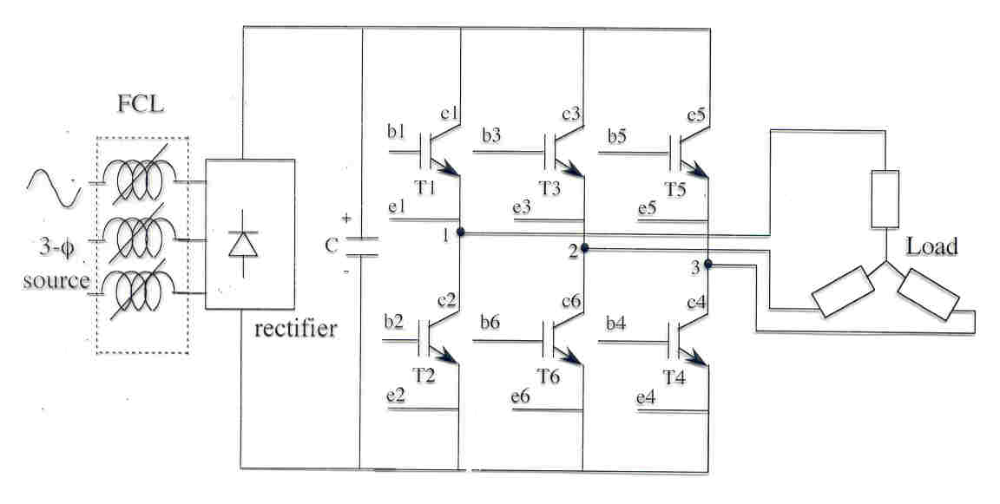 FCL
3-ϕ
source
rectifier
+
C
-
b1
c1
T1
e1
1
b3
c3
T3
e3
2
b5
c5
T5
e5
3
b2
c2
T2
e2
b6
c6
T6
e6
b4
c4
T4
e4
Load